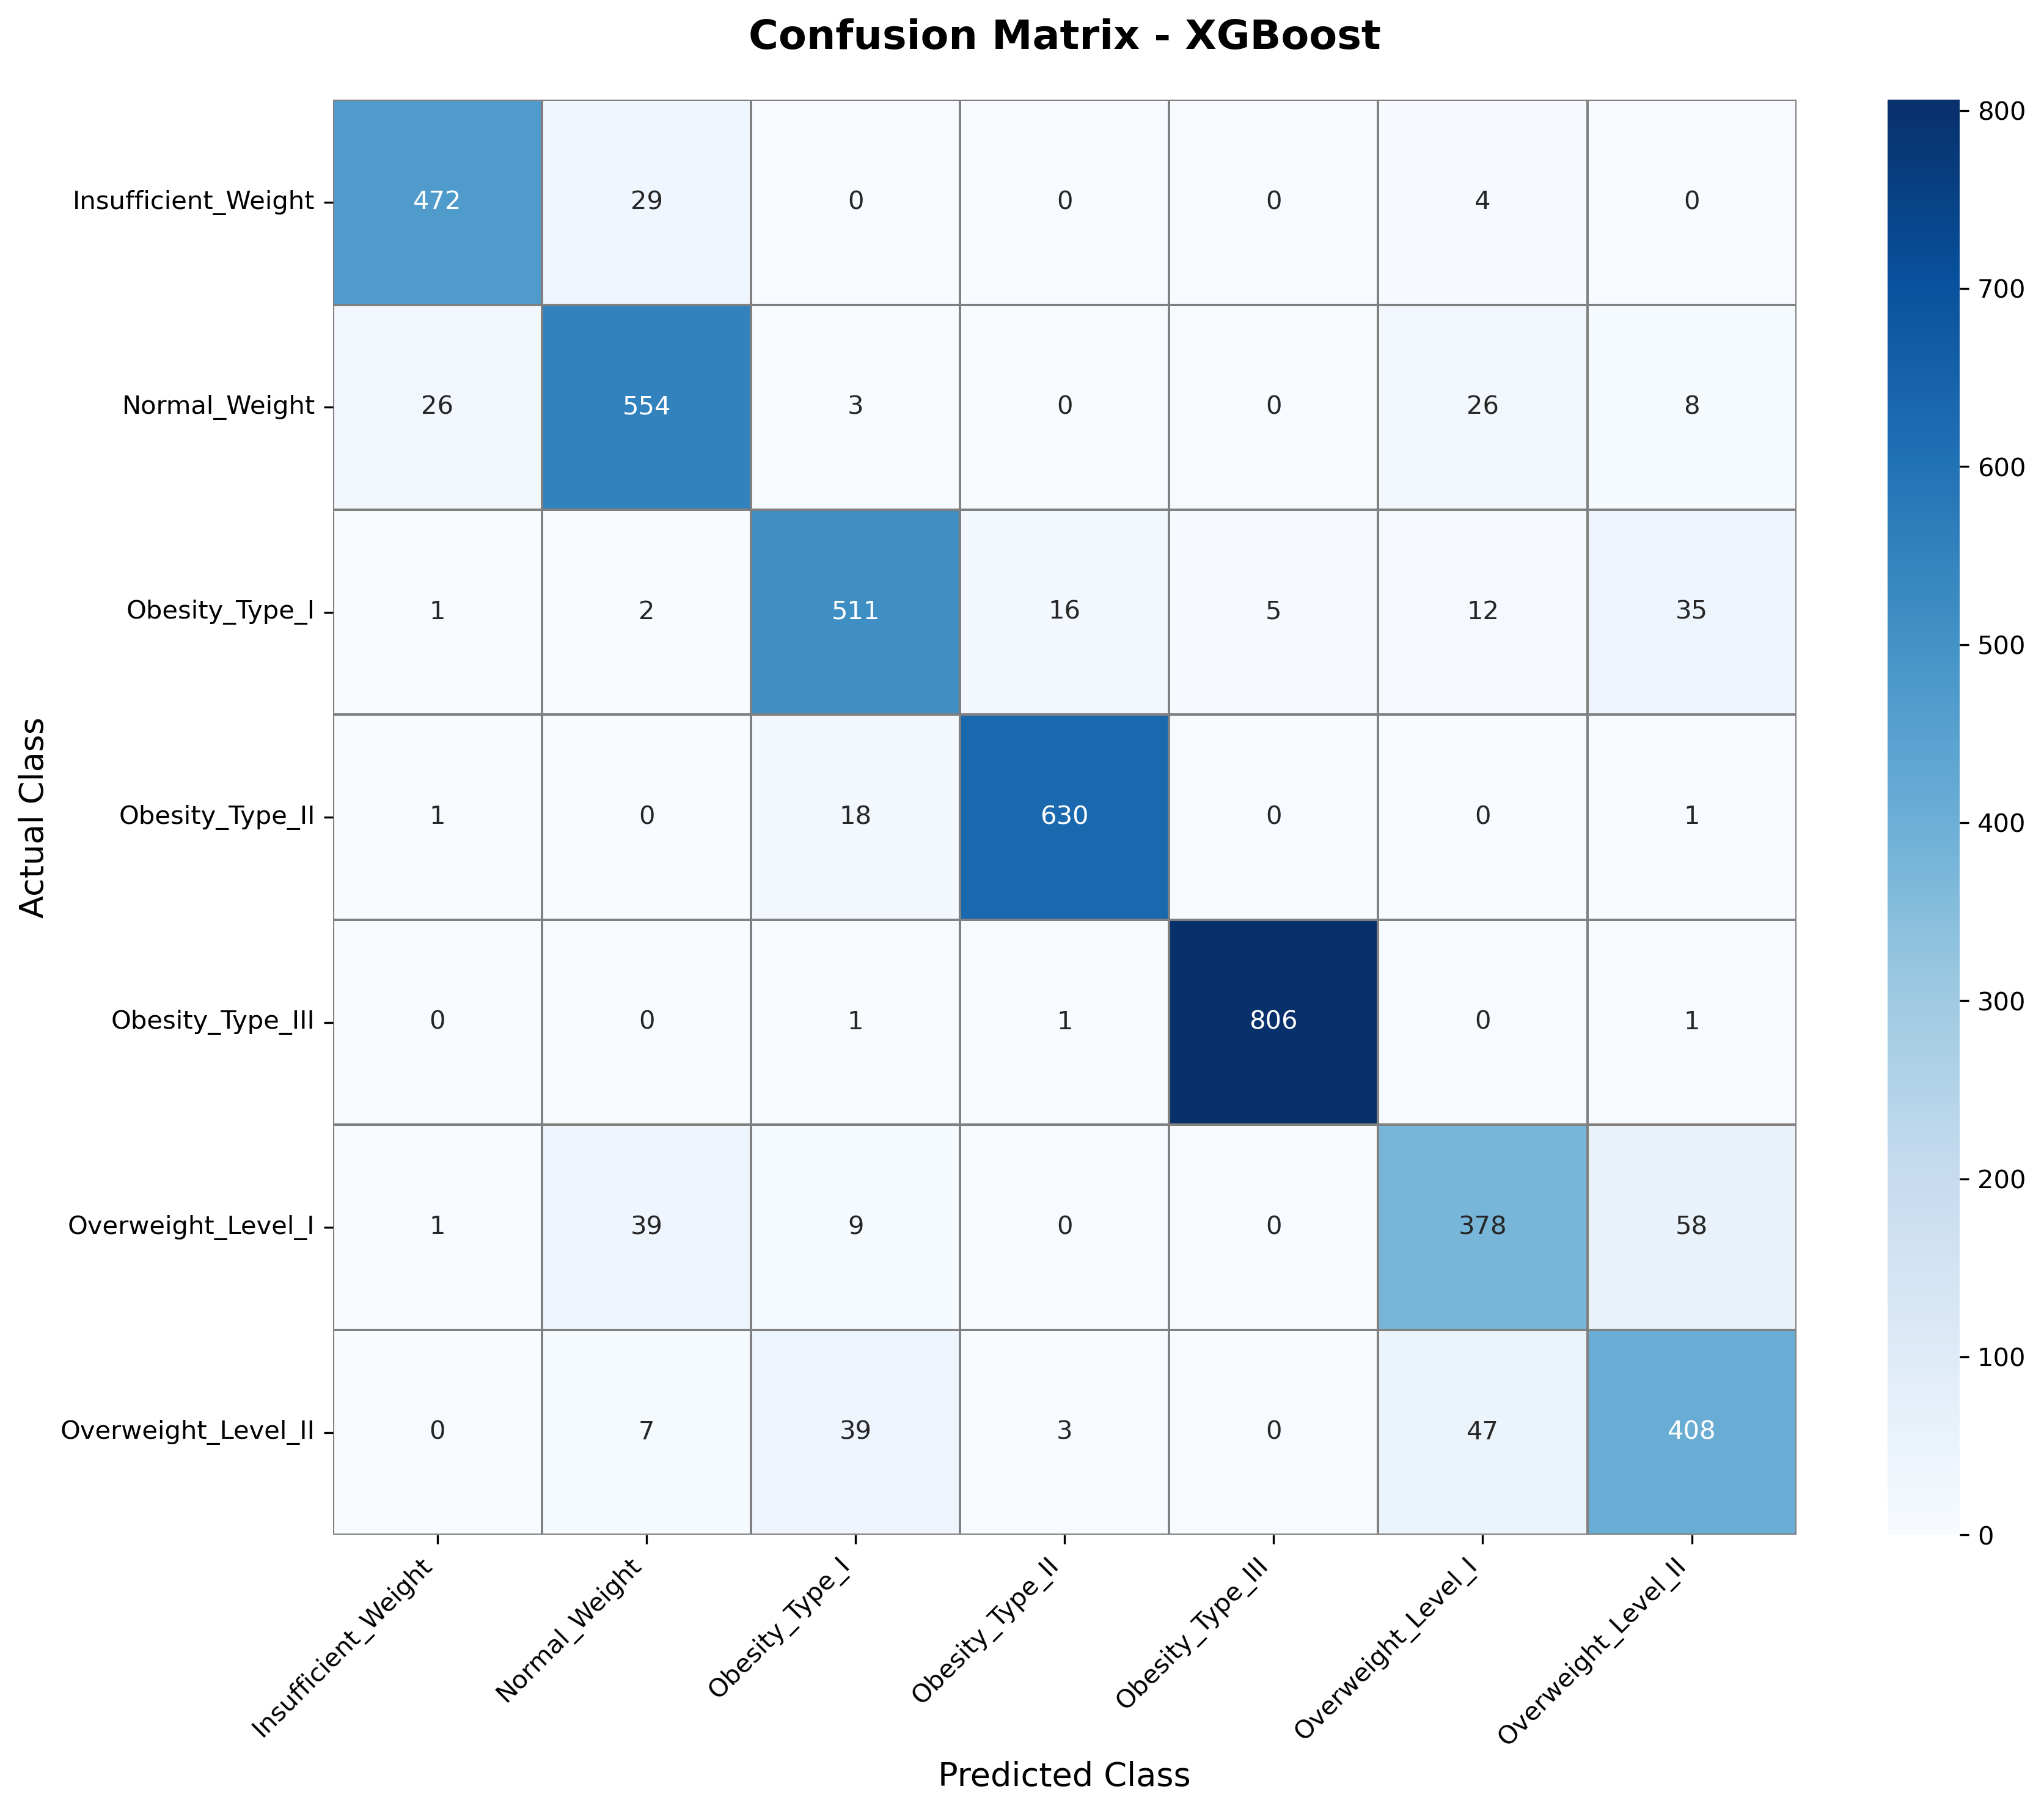 Confusion Matrix - XGBoost
Actual Class
Insufficient_Weight 472 29 0 0 0 4 0
Normal_Weight 26 554 3 0 0 26 8
Obesity_Type_I 1 2 511 16 5 12 35
Obesity_Type_II 1 0 18 630 0 0 1
Obesity_Type_III 0 0 1 1 806 0 1
Overweight_Level_I 1 39 9 0 0 378 58
Overweight_Level_II 0 7 39 3 0 47 408
Insufficient_Weight
Normal_Weight
Obesity_Type_I
Obesity_Type_II
Obesity_Type_III
Overweight_Level_I
Overweight_Level_II
Predicted Class
800
700
600
500
400
300
200
100
0